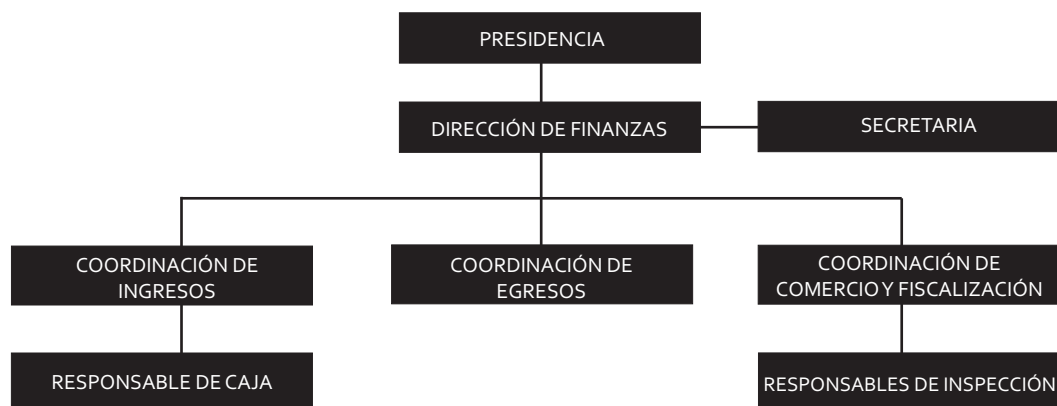 PRESIDENCIA
DIRECCIÓN DE FINANZAS
SECRETARIA
COORDINACIÓN DE
INGRESOS
COORDINACIÓN DE
EGRESOS
COORDINACIÓN DE
COMERCIO Y FISCALIZACIÓN
RESPONSABLE DE CAJA
RESPONSABLES DE INSPECCIÓN